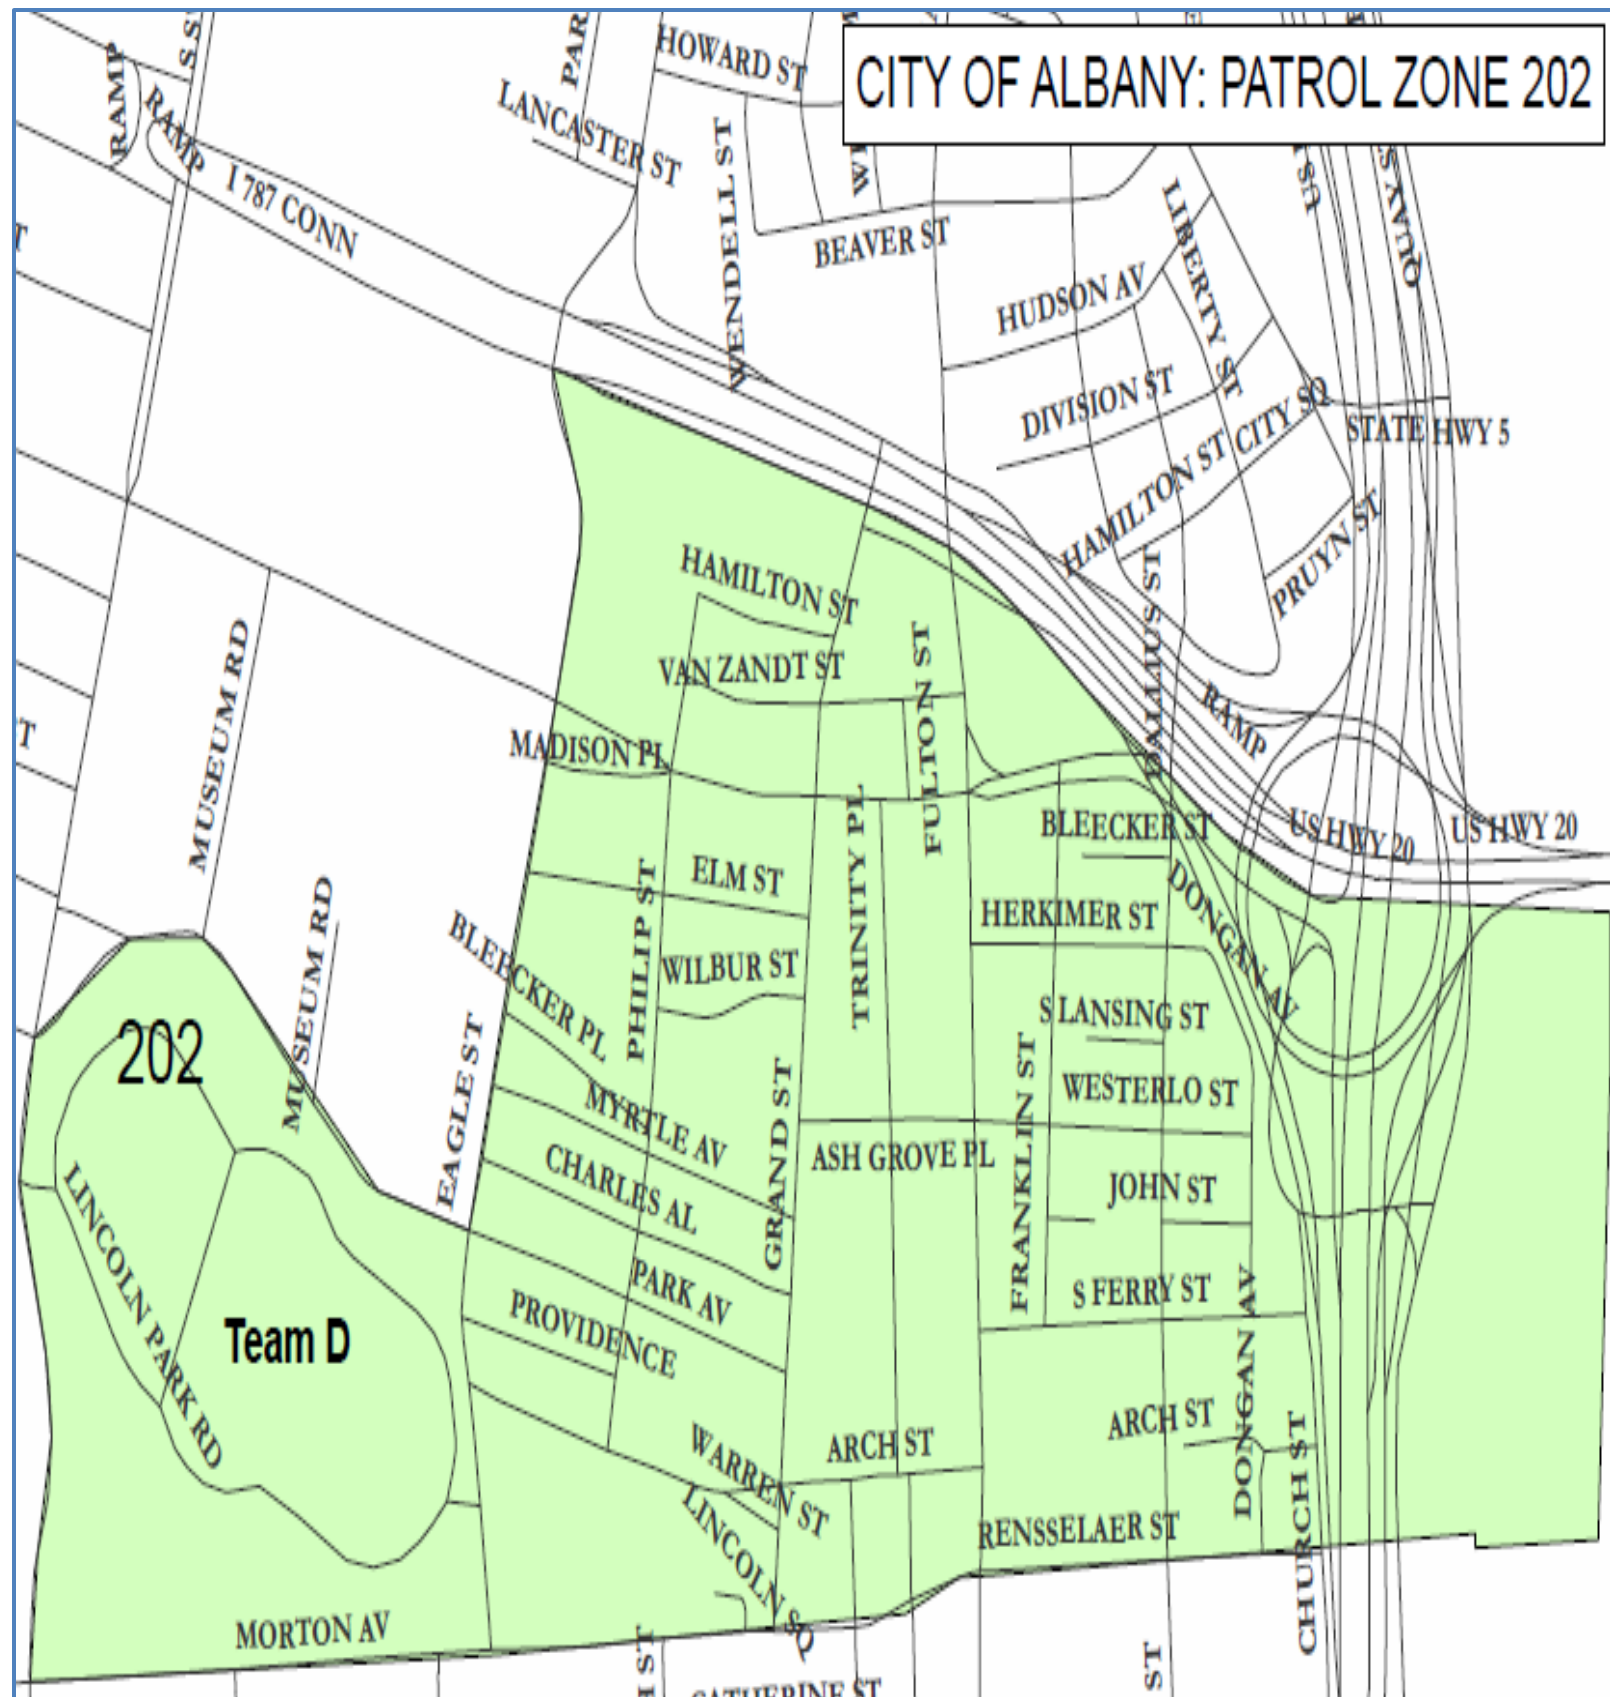 CITY OF ALBANY: PATROL ZONE 202
HOWARD ST
LANCASTER ST
RAMP
RAMP
I 787 CONN
WENDELL ST
BEAVER ST
LIBERTY ST
HUDSON AV
DIVISION ST
HAMILTON ST
CITY SQ
STATE HWY 5
PRUYN ST
QUAY S
US
HAMILTON ST
VAN ZANDT ST
FULTON ST
MUSEUM RD
MADISON PL
RAMP
US HWY 20
US HWY 20
BLEECKER ST
ELM ST
PHILIP ST
TRINITY PL
DONGAN AV
HERKIMER ST
MUSEUM RD
BLEECKER PL
WILBUR ST
S LANSING ST
202
EAGLE ST
MYRTLE AV
GRAND ST
FRANKLIN ST
WESTERLO ST
ASH GROVE PL
CHARLES AL
JOHN ST
LINCOLN PARK RD
PARK AV
PROVIDENCE
S FERRY ST
Team D
DONGAN AV
ARCH ST
ARCH ST
WARREN ST
LINCOLN SQ
CHURCH ST
RENSSELAER ST
MORTON AV
CATHERINE ST
ST